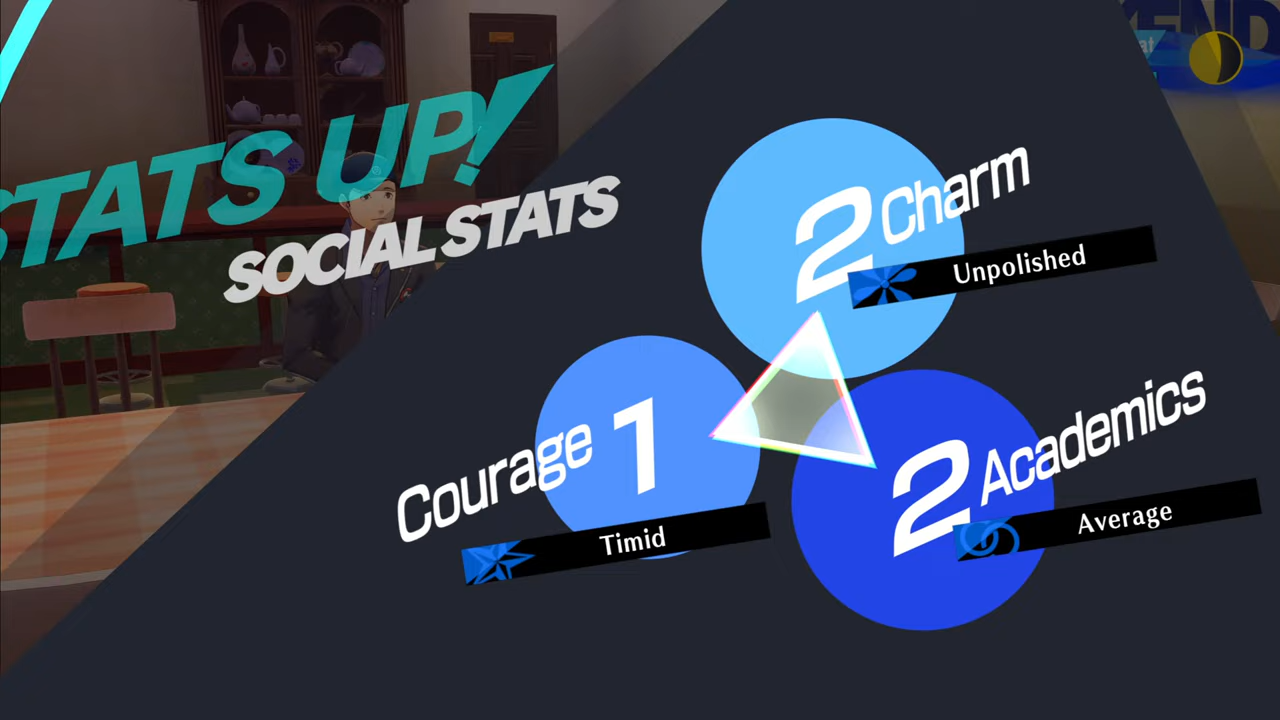 STATS UP!
SOCIAL STATS
2 Charm
Unpolished
Courage 1
Timid
2 Academics
Average